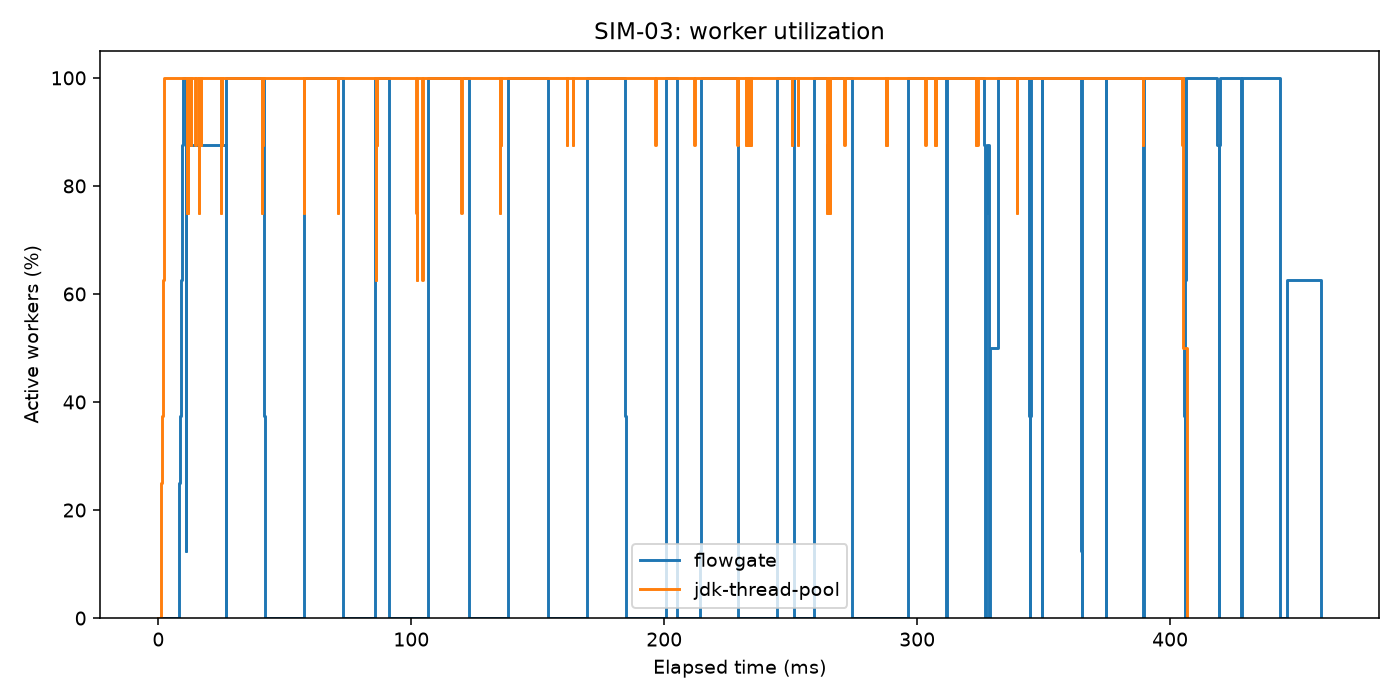 SIM-03: worker utilization
Active workers (%)
100
80
60
40
20
0
0
100
200
300
400
Elapsed time (ms)
flowgate
jdk-thread-pool